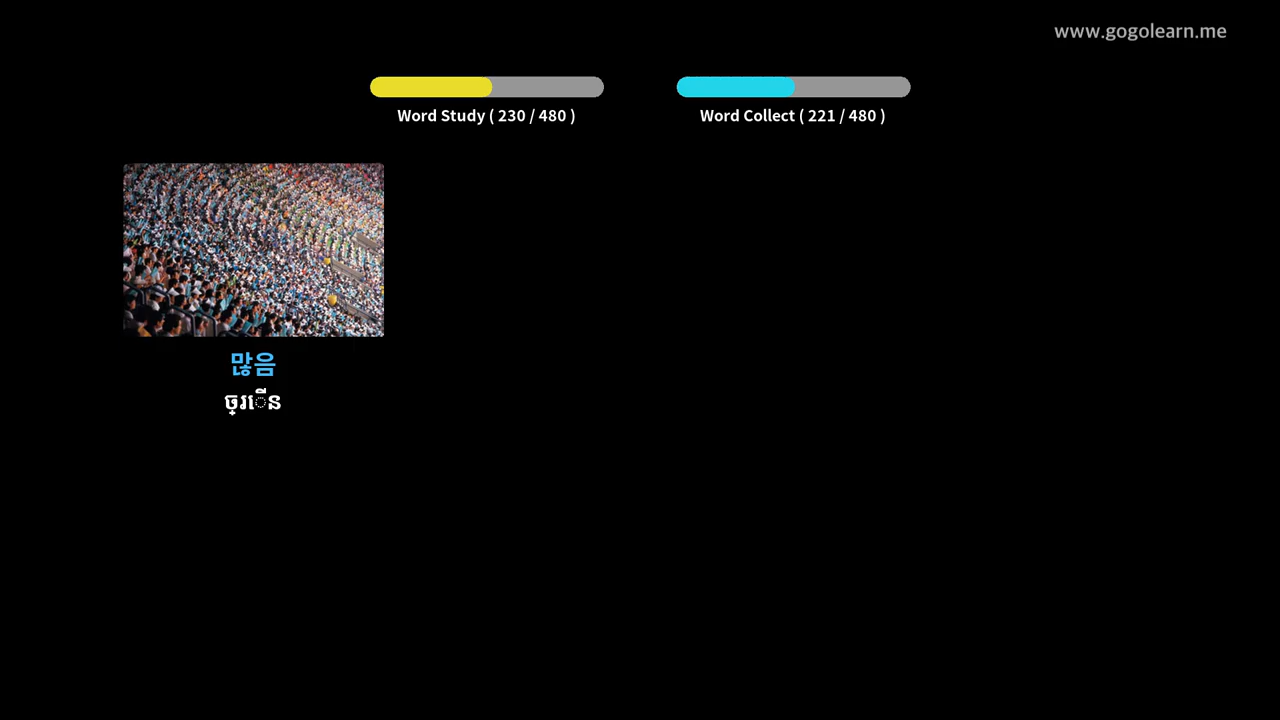 www.gogolearn.me
Word Study ( 230 / 480 )
Word Collect ( 221 / 480 )
많음
ច្រើន